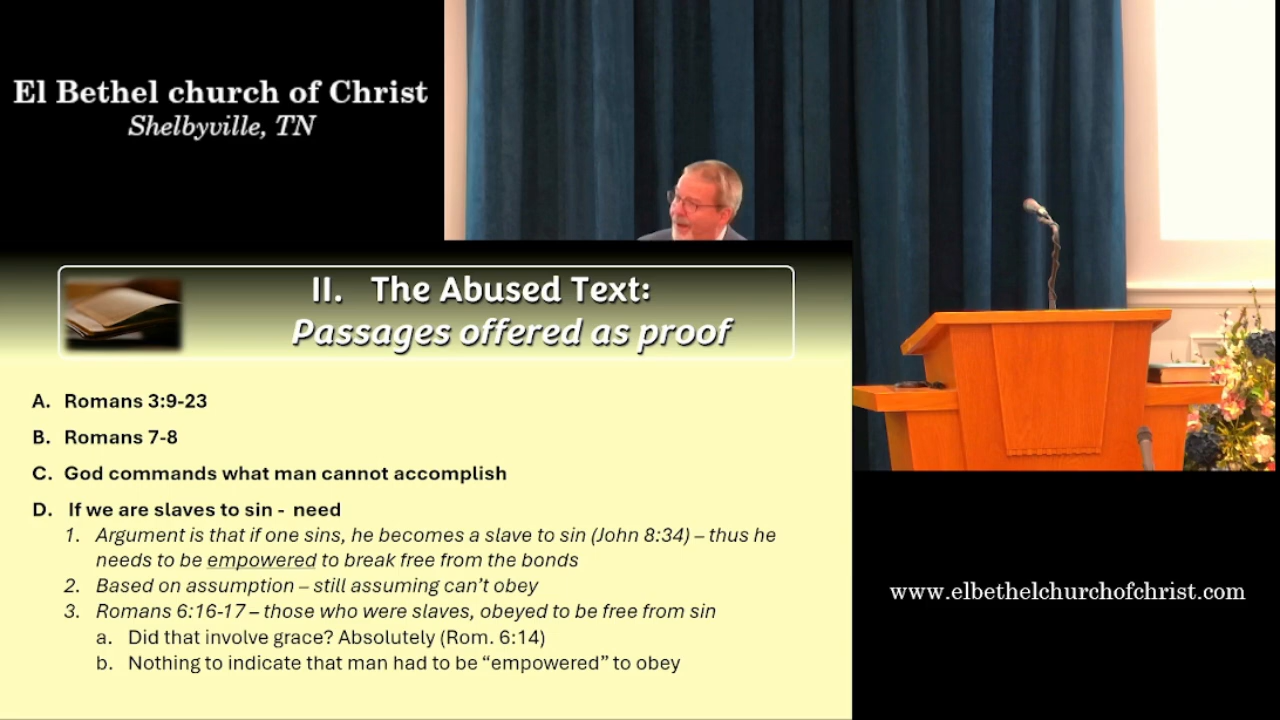 El Bethel church of Christ
Shelbyville, TN
II. The Abused Text:
Passages offered as proof
A. Romans 3:9-23
B. Romans 7-8
C. God commands what man cannot accomplish
D. If we are slaves to sin - need
1. Argument is that if one sins, he becomes a slave to sin (John 8:34) – thus he
needs to be empowered to break free from the bonds
2. Based on assumption – still assuming can't obey
3. Romans 6:16-17 – those who were slaves, obeyed to be free from sin
a. Did that involve grace? Absolutely (Rom. 6:14)
b. Nothing to indicate that man had to be “empowered” to obey
www.elbethelchurchofchrist.com